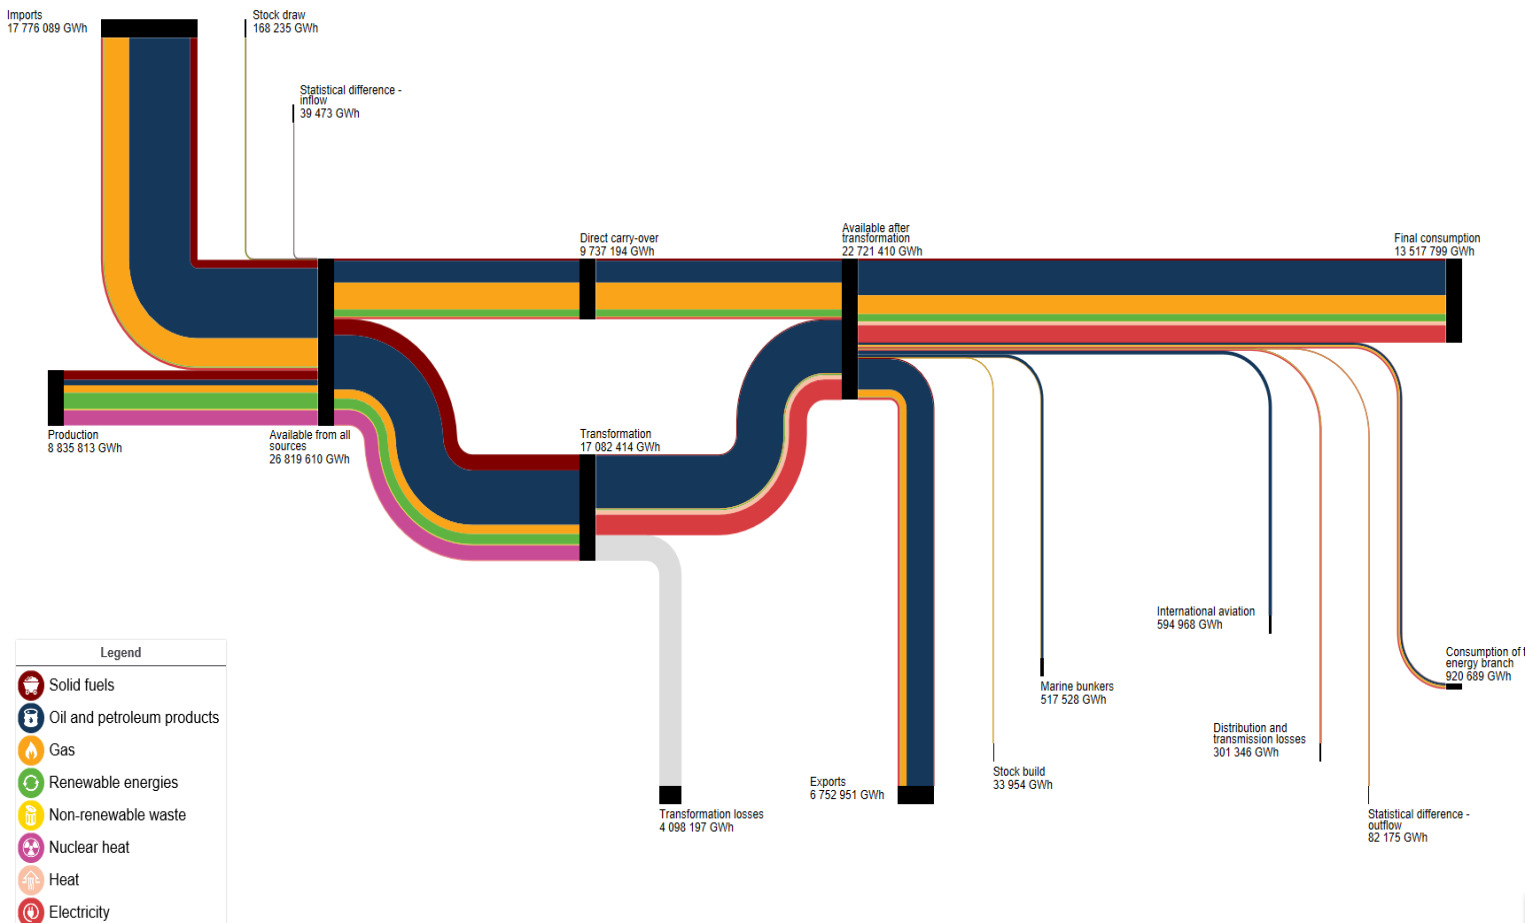 Imports
17 776 089 GWh
Stock draw
168 235 GWh
Statistical difference -
inflow
39 473 GWh
Direct carry-over
9 737 194 GWh
Available after
transformation
22 721 410 GWh
Final consumption
13 517 799 GWh
Production
8 835 813 GWh
Available from all
sources
26 819 610 GWh
Transformation
17 082 414 GWh
International aviation
594 968 GWh
Consumption of t
energy branch
920 689 GWh
Marine bunkers
517 528 GWh
Distribution and
transmission losses
301 346 GWh
Stock build
33 954 GWh
Exports
6 752 951 GWh
Transformation losses
4 098 197 GWh
Statistical difference -
outflow
82 175 GWh
Legend
Solid fuels
Oil and petroleum products
Gas
Renewable energies
Non-renewable waste
Nuclear heat
Heat
Electricity